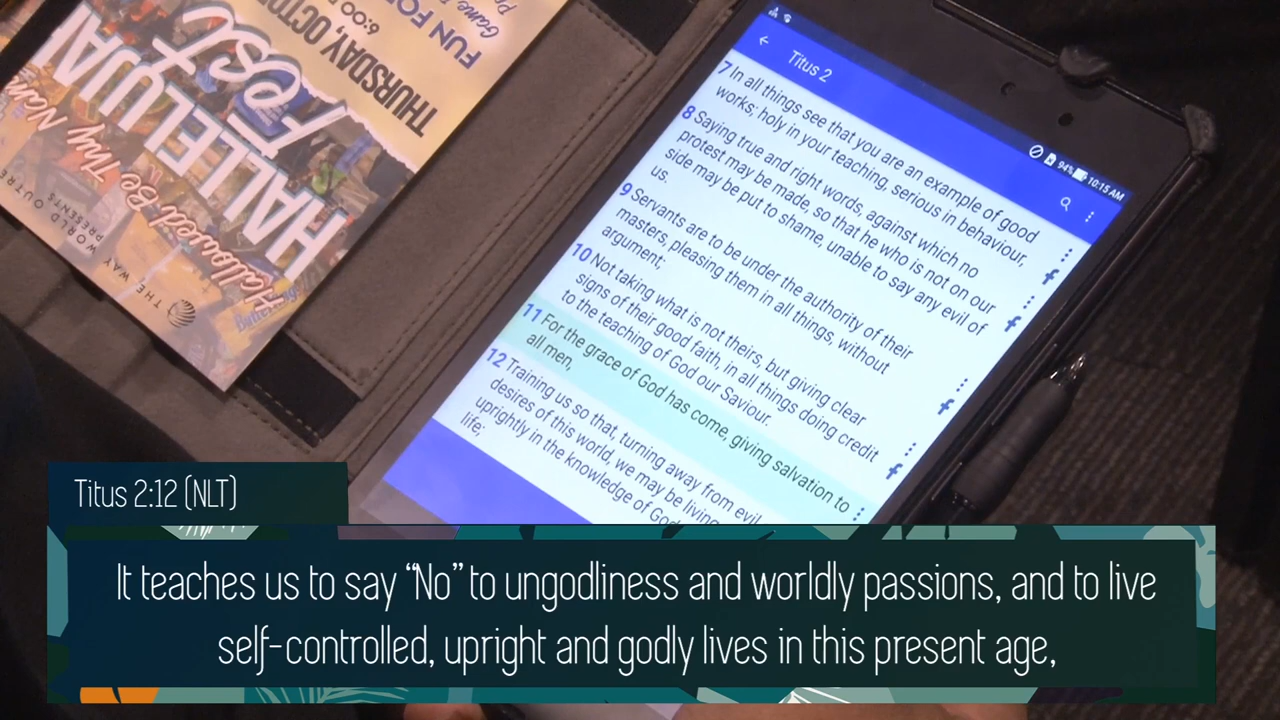 HALLELUJAH
Fest
Hallowed Be Thy Name
THE WAY
WORLD OUTREACH
PRESENTS
THURSDAY, OCTO
6:00 PO
FUN FO
Game
94% 10:15 AM
Titus 2
7 In all things see that you are an example of good
works; holy in your teaching, serious in behaviour,
8 Saying true and right words, against which no
protest may be made, so that he who is not on our
side may be put to shame, unable to say any evil of
us.
9 Servants are to be under the authority of their
masters, pleasing them in all things, without
argument;
10 Not taking what is not theirs, but giving clear
signs of their good faith, in all things doing credit
to the teaching of God our Saviour.
11 For the grace of God has come, giving salvation to
all men,
12 Training us so that, turning away from evil
desires of this world, we may be living
uprightly in the knowledge of God
life;
Titus 2:12 (NLT)
It teaches us to say “No” to ungodliness and worldly passions, and to live
self-controlled, upright and godly lives in this present age,